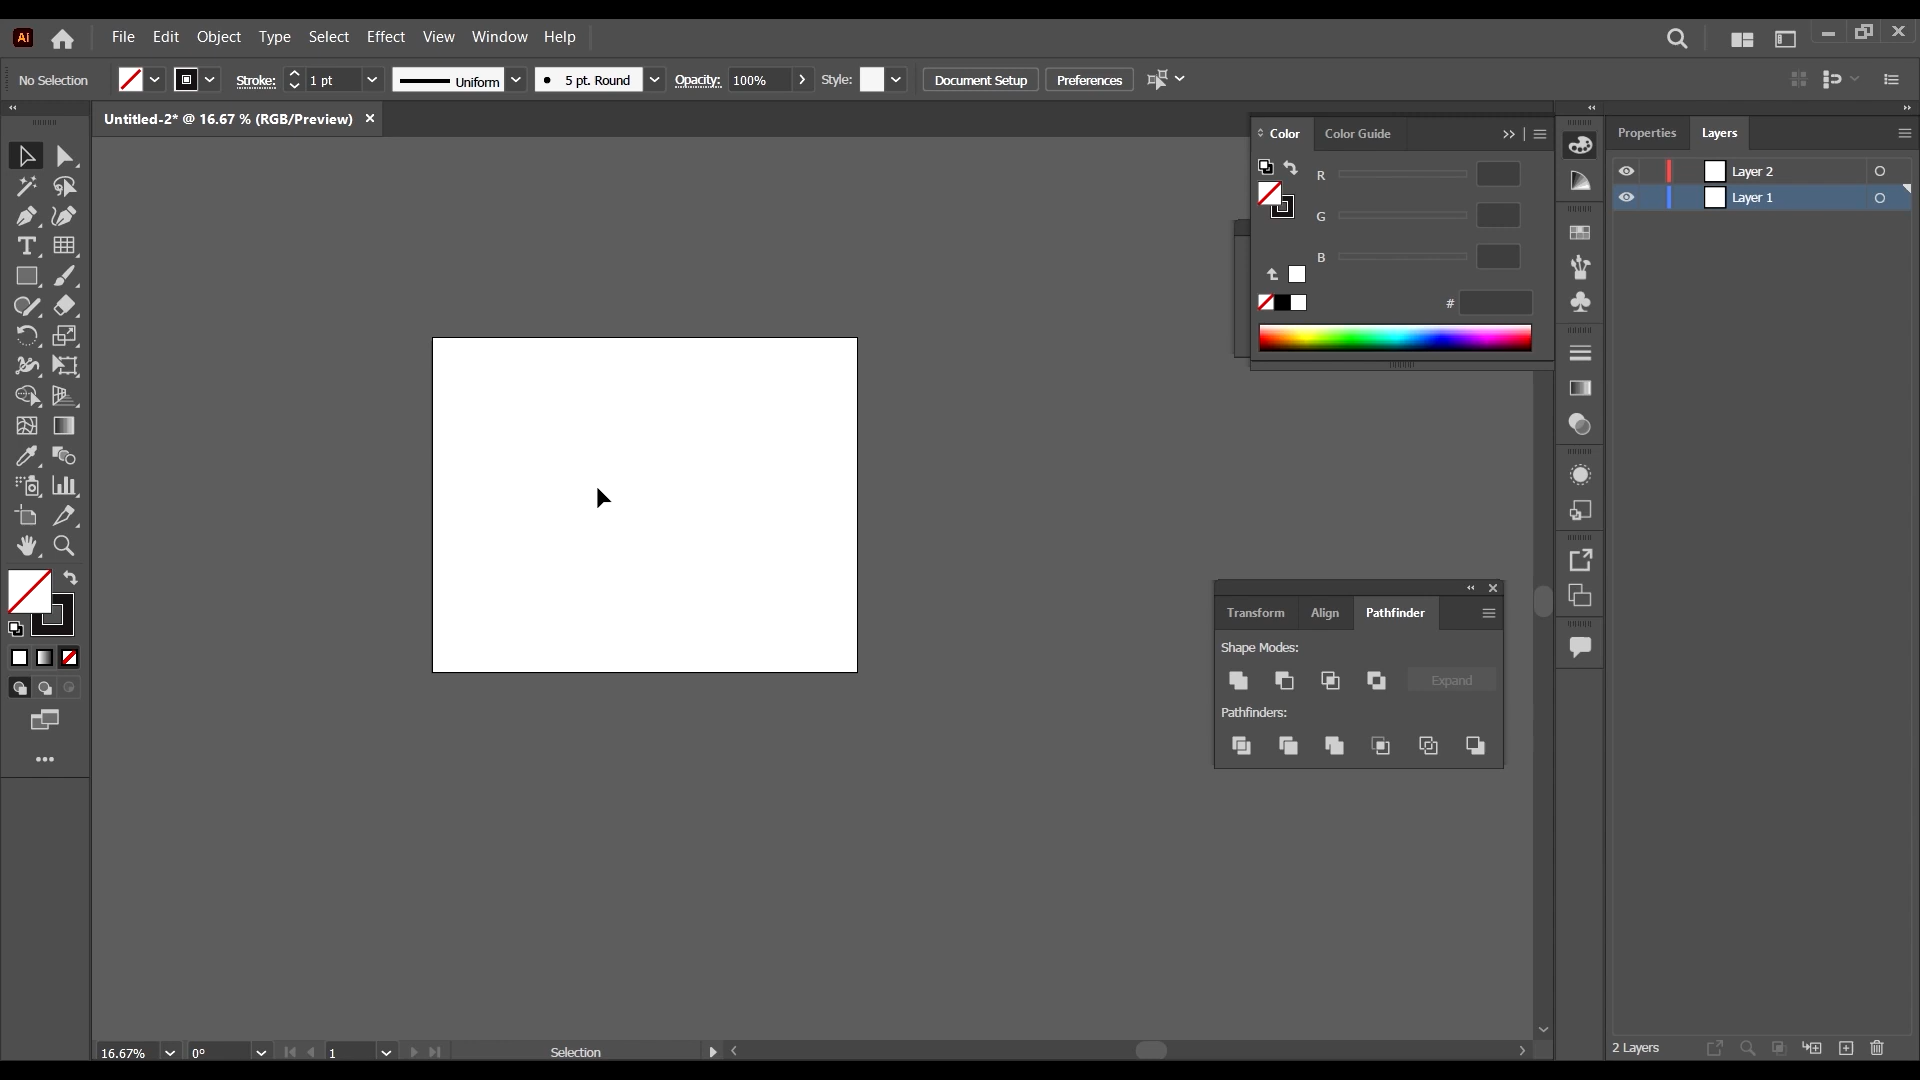 Ai File Edit Object Type Select Effect View Window Help
No Selection Stroke: 1 pt Uniform 5 pt. Round Opacity: 100% Style: Document Setup Preferences
Untitled-2* @ 16.67 % (RGB/Preview)
Color Color Guide
Properties Layers
R
G
B
#
Layer 2
Layer 1
Transform Align Pathfinder
Shape Modes:
Expand
Pathfinders:
16.67% 0° 1 Selection
2 Layers